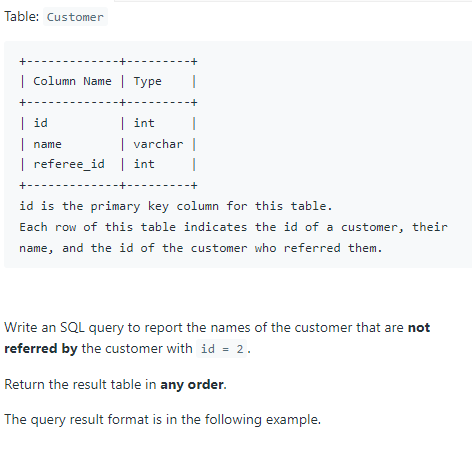 Table: Customer
+-------------+---------+
| Column Name | Type    |
+-------------+---------+
| id          | int     |
| name        | varchar |
| referee_id  | int     |
+-------------+---------+
id is the primary key column for this table.
Each row of this table indicates the id of a customer, their
name, and the id of the customer who referred them.
Write an SQL query to report the names of the customer that are not
referred by the customer with id = 2.
Return the result table in any order.
The query result format is in the following example.